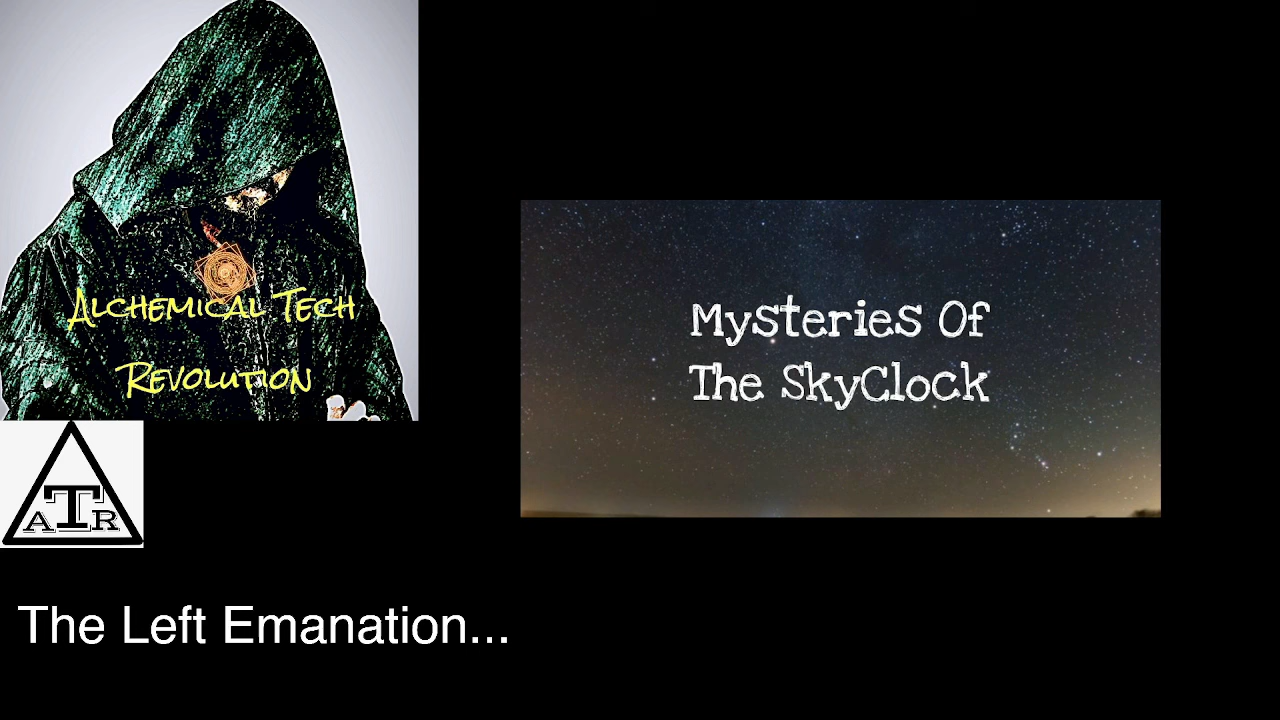 Alchemical Tech
Revolution
Mysteries Of
The SkyClock
ATR
The Left Emanation...